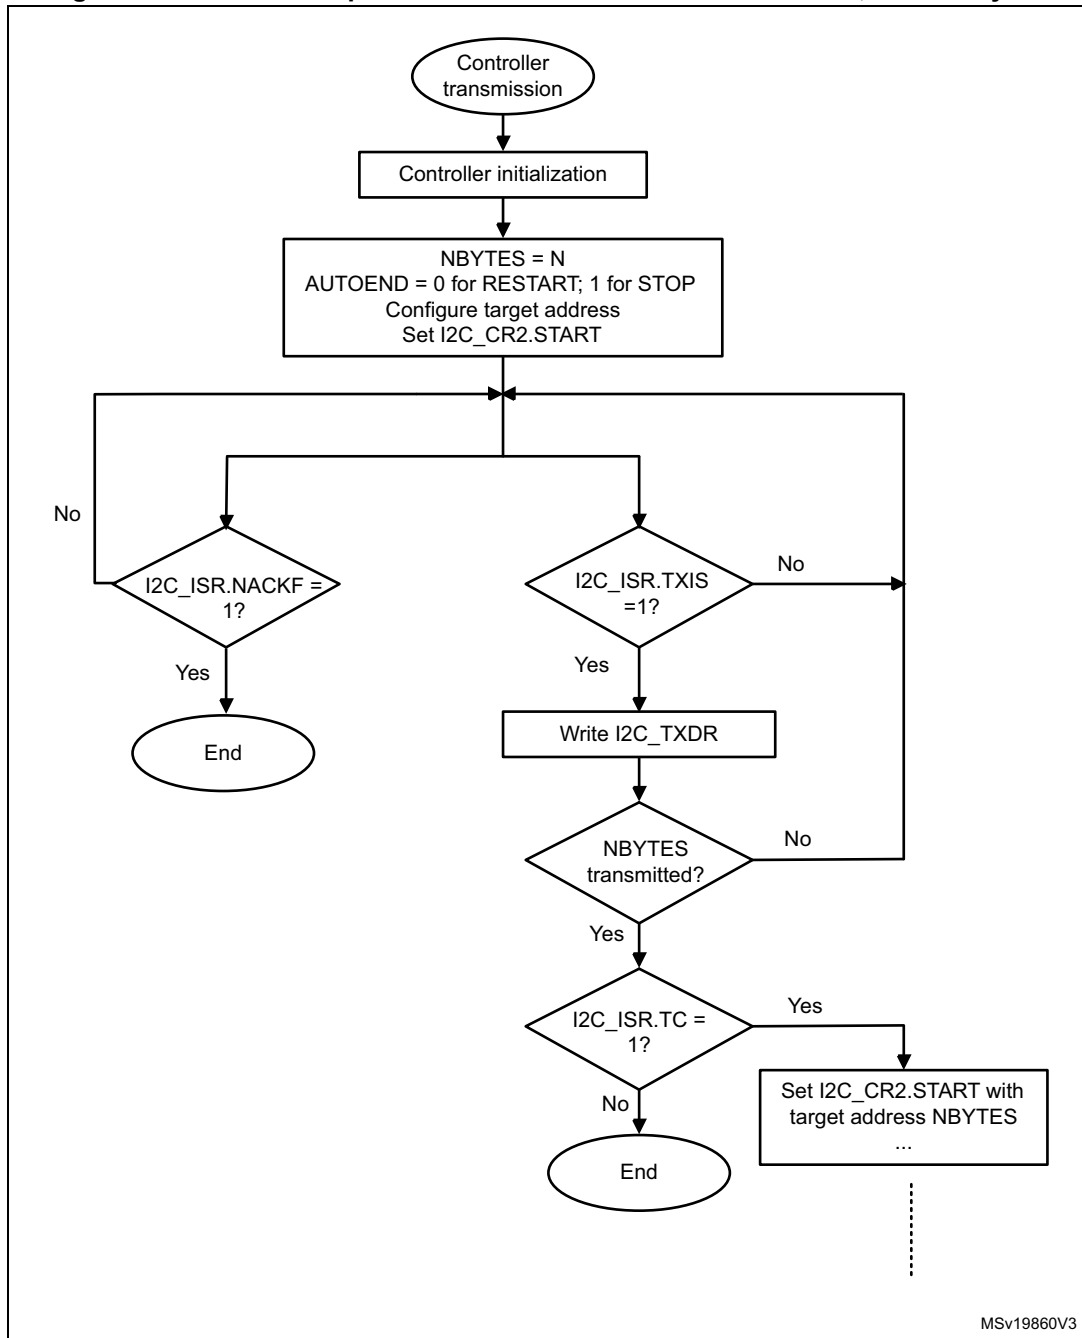 Controller
transmission
Controller initialization
NBYTES = N
AUTOEND = 0 for RESTART; 1 for STOP
Configure target address
Set I2C_CR2.START
No
I2C_ISR.NACKF =
1?
Yes
End
I2C_ISR.TXIS
=1?
No
Yes
Write I2C_TXDR
NBYTES
transmitted?
No
Yes
I2C_ISR.TC =
1?
Yes
No
Set I2C_CR2.START with
target address NBYTES
...
End
MSv19860V3